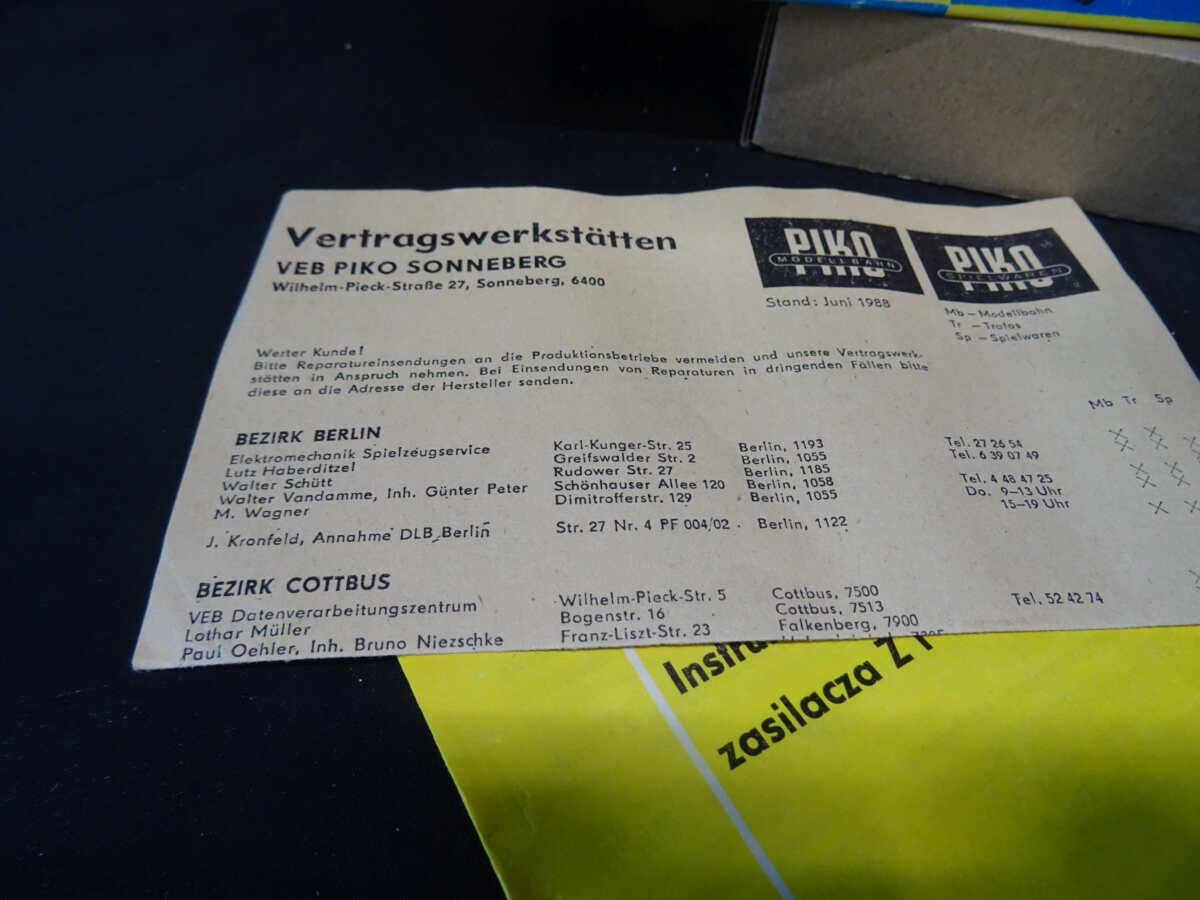 Vertragswerkstätten
VEB PIKO SONNEBERG
Wilhelm-Pieck-Straße 27, Sonneberg, 6400
PIKO
MODELLBAHN
PIKO
SPIELWAREN
Stand: Juni 1988
Mb – Modellbahn
Tr – Trafos
Sp – Spielwaren
Werter Kunde!
Bitte Reparatureinsendungen an die Produktionsbetriebe vermeiden und unsere Vertragswerk-
stätten in Anspruch nehmen. Bei Einsendungen von Reparaturen in dringenden Fällen bitte
diese an die Adresse der Hersteller senden.
Mb Tr Sp
BEZIRK BERLIN
Elektromechanik Spielzeugservice Karl-Kunger-Str. 25 Berlin, 1193 Tel. 27 26 54 X X X
Lutz Haberditzel Greifswalder Str. 2 Berlin, 1055 Tel. 6 39 07 49 X X
Walter Schütt Rudower Str. 27 Berlin, 1185 X X
Walter Vandamme, Inh. Günter Peter Schönhauser Allee 120 Berlin, 1058 Tel. 4 48 47 25 X X
M. Wagner Dimitrofferstr. 129 Berlin, 1055 Do. 9–13 Uhr
15–19 Uhr X X
J. Kronfeld, Annahme DLB Berlin Str. 27 Nr. 4 PF 004/02 Berlin, 1122
BEZIRK COTTBUS
VEB Datenverarbeitungszentrum Wilhelm-Pieck-Str. 5 Cottbus, 7500 Tel. 52 42 74
Lothar Müller Bogenstr. 16 Cottbus, 7513
Paul Oehler, Inh. Bruno Niezschke Franz-Liszt-Str. 23 Falkenberg, 7900
zasilacza Z